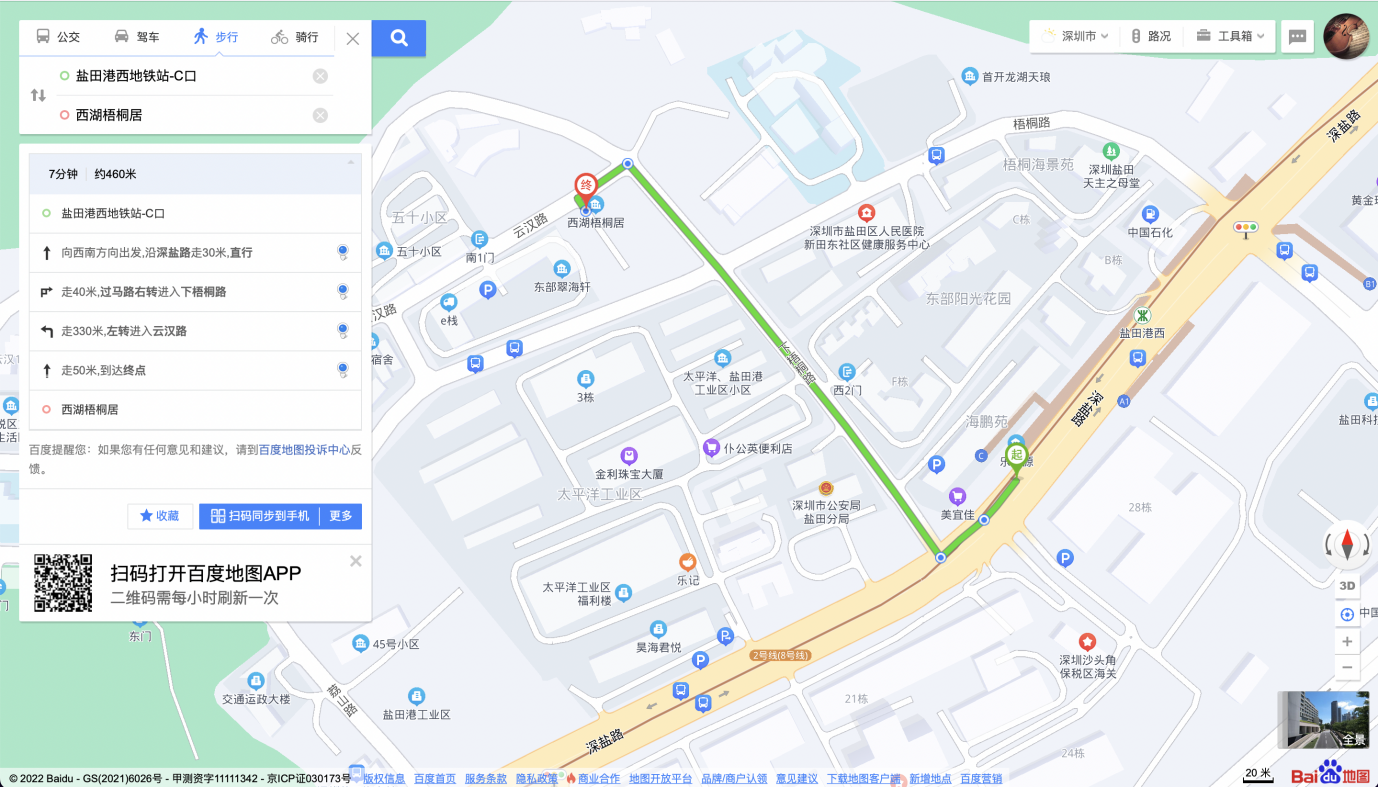 公交
驾车
步行
骑行
盐田港西地铁站-C口
西湖梧桐居
7分钟
约460米
盐田港西地铁站-C口
向西南方向出发,沿深盐路走30米,直行
走40米,过马路右转进入下梧桐路
走330米,左转进入云汉路
走50米,到达终点
西湖梧桐居
百度提醒您：如果您有任何意见和建议，请到百度地图投诉中心反
馈。
收藏
扫码同步到手机
更多
扫码打开百度地图APP
二维码需每小时刷新一次
深圳市
路况
工具箱
首开龙湖天琅
梧桐路
深盐路
梧桐海景苑
深圳盐田
天主之母堂
中国石化
C栋
B栋
深圳市盐田区人民医院
新田东社区健康服务中心
终
西湖梧桐居
云汉路
五十小区
五十小区
南1门
东部翠海轩
P
e栈
汉路
宿舍
东部阳光花园
盐田港西
B1
A1
F栋
西2门
太平洋、盐田港
工业区小区
3栋
深盐路
海鹏苑
C
起
P
美宜佳
仆公英便利店
金利珠宝大厦
太平洋工业区
深圳市公安局
盐田分局
28栋
盐田科技
P
乐记
太平洋工业区
福利楼
昊海君悦
P
P
2号线(8号线)
深圳沙头角
保税区海关
21栋
24栋
45号小区
东门
交通运政大楼
荔山路
盐田港工业区
深盐路
3D
中国
全景
20 米
Bai 地图
© 2022 Baidu - GS(2021)6026号 - 甲测资字11111342 - 京ICP证030173号
版权信息 百度首页 服务条款 隐私政策 商业合作 地图开放平台 品牌/商户认领 意见建议 下载地图客户端 新增地点 百度营销